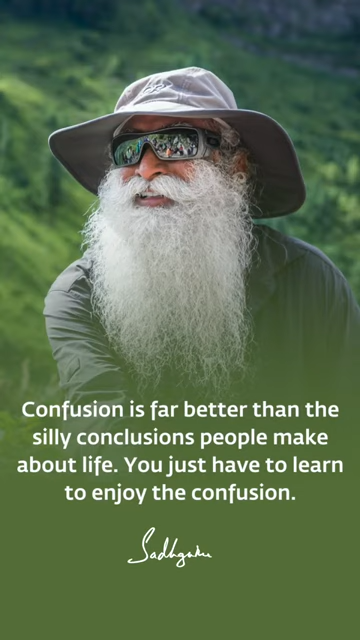 Confusion is far better than the
silly conclusions people make
about life. You just have to learn
to enjoy the confusion.
Sadhguru